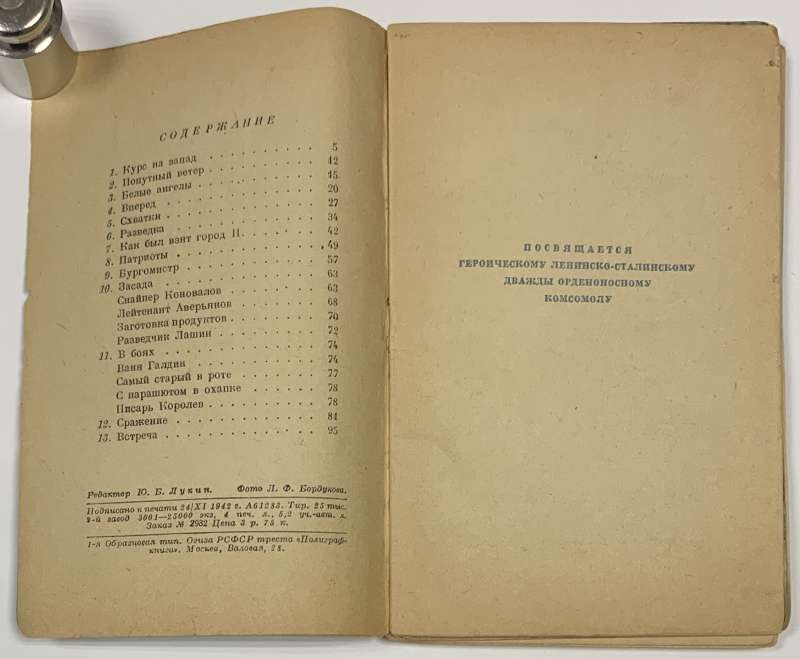 СОДЕРЖАНИЕ
1. Курс на запад . . . . . . . . . . 5
2. Попутный ветер . . . . . . . . . 12
3. Белые ангелы . . . . . . . . . . 15
4. Вперед . . . . . . . . . . . . . 20
5. Схватки . . . . . . . . . . . . 27
6. Разведка . . . . . . . . . . . . 34
7. Как был взят город П. . . . . . . . 42
8. Патриоты . . . . . . . . . . . . 49
9. Бургомистр . . . . . . . . . . . 57
10. Засада . . . . . . . . . . . . . 63
Снайпер Коновалов . . . . . . . . 63
Лейтенант Аверьянов . . . . . . . 68
Заготовка продуктов . . . . . . . . 70
Разведчик Лашин . . . . . . . . . 72
11. В боях . . . . . . . . . . . . . 74
Ваня Галдин . . . . . . . . . . . 74
Самый старый в роте . . . . . . . 77
С парашютом в охапке . . . . . . . 78
Писарь Королев . . . . . . . . . . 78
12. Сражение . . . . . . . . . . . . 84
13. Встреча . . . . . . . . . . . . . 95
Редактор Ю. Б. Лукин. Фото Л. Ф. Бордукова.
Подписано к печати 24/XI 1942 г. А61283. Тир. 25 тыс.
2-й завод 3001—25000 экз. 4 печ. л., 5,2 уч.-авт. л.
Заказ № 2932 Цена 3 р. 75 к.
1-я Образцовая тип. Огиза РСФСР треста «Полиграф-
книга». Москва, Валовая, 28.
ПОСВЯЩАЕТСЯ
ГЕРОИЧЕСКОМУ ЛЕНИНСКО-СТАЛИНСКОМУ
ДВАЖДЫ ОРДЕНОНОСНОМУ
КОМСОМОЛУ